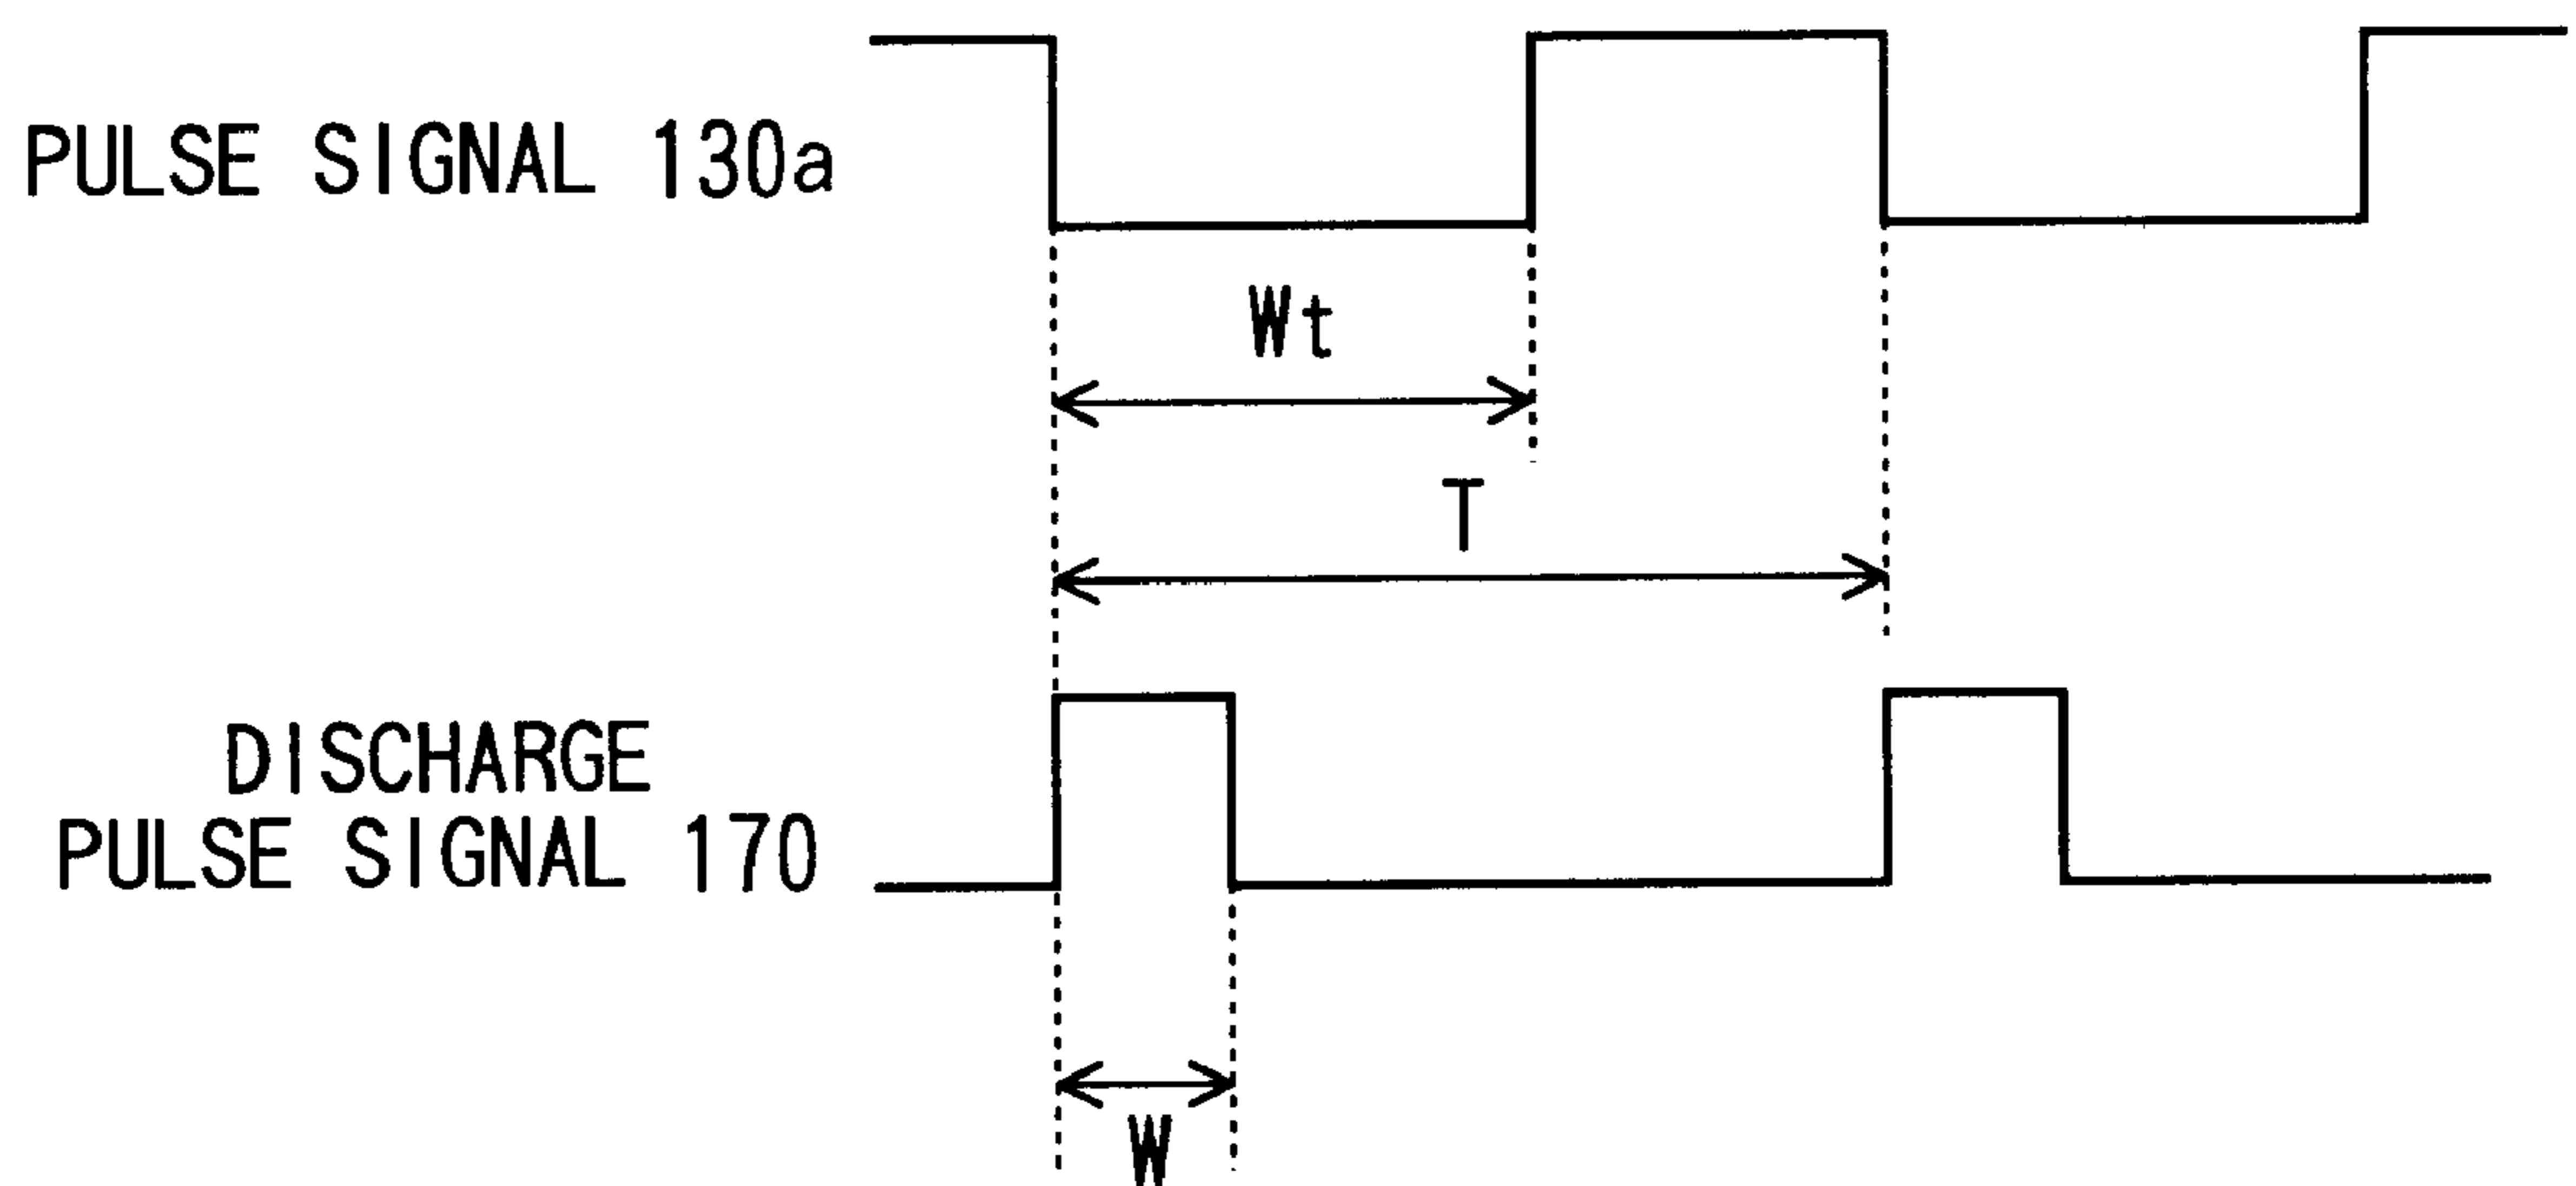 PULSE SIGNAL 130a
Wt
T
DISCHARGE
PULSE SIGNAL 170
W